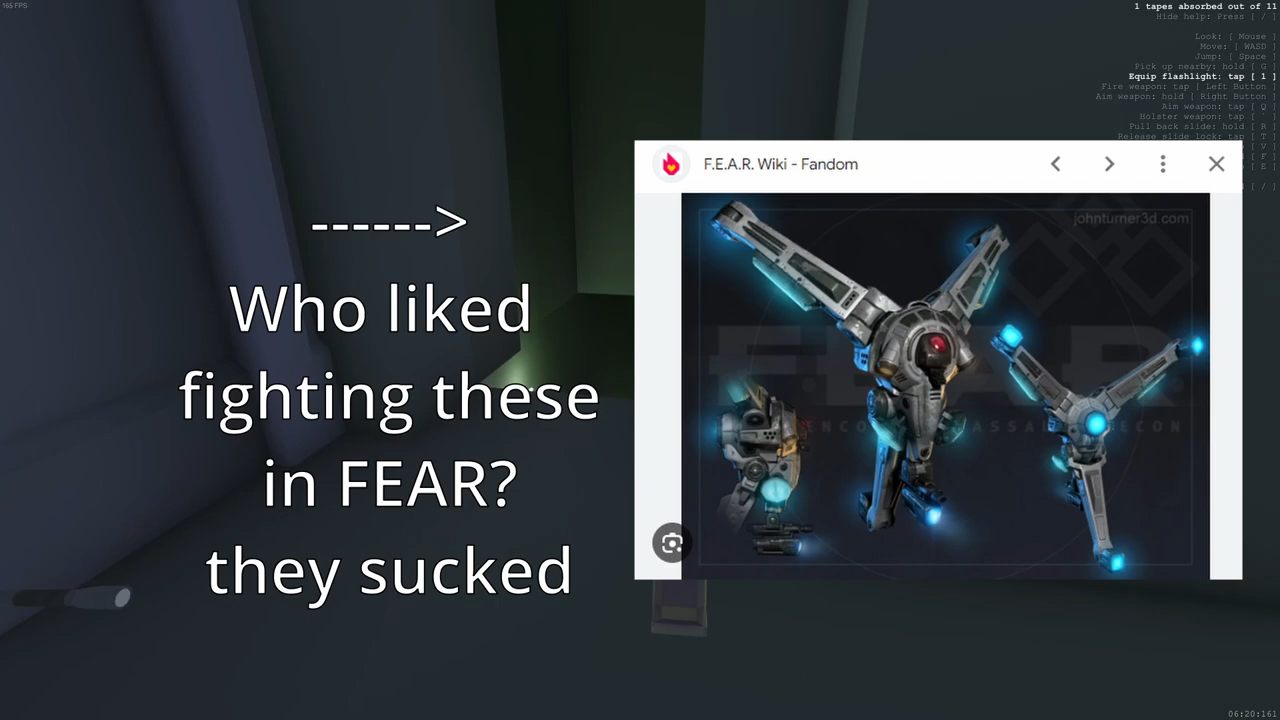 165 FPS
1 tapes absorbed out of 11
Hide help: Press [ / ]
Look: [ Mouse ]
Move: [ WASD ]
Jump: [ Space ]
Pick up nearby: hold [ G ]
Equip flashlight: tap [ 1 ]
Fire weapon: tap [ Left Button ]
Aim weapon: hold [ Right Button ]
Aim weapon: tap [ Q ]
Holster weapon: tap [ ` ]
Pull back slide: hold [ R ]
Release slide lock: tap [ T ]
[ V ]
[ F ]
[ E ]
[ / ]
F.E.A.R. Wiki - Fandom
johnturner3d.com
------>
Who liked
fighting these
in FEAR?
they sucked
06:20:161